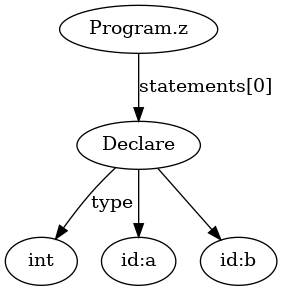 Program.z
statements[0]
Declare
type
int
id:a
id:b